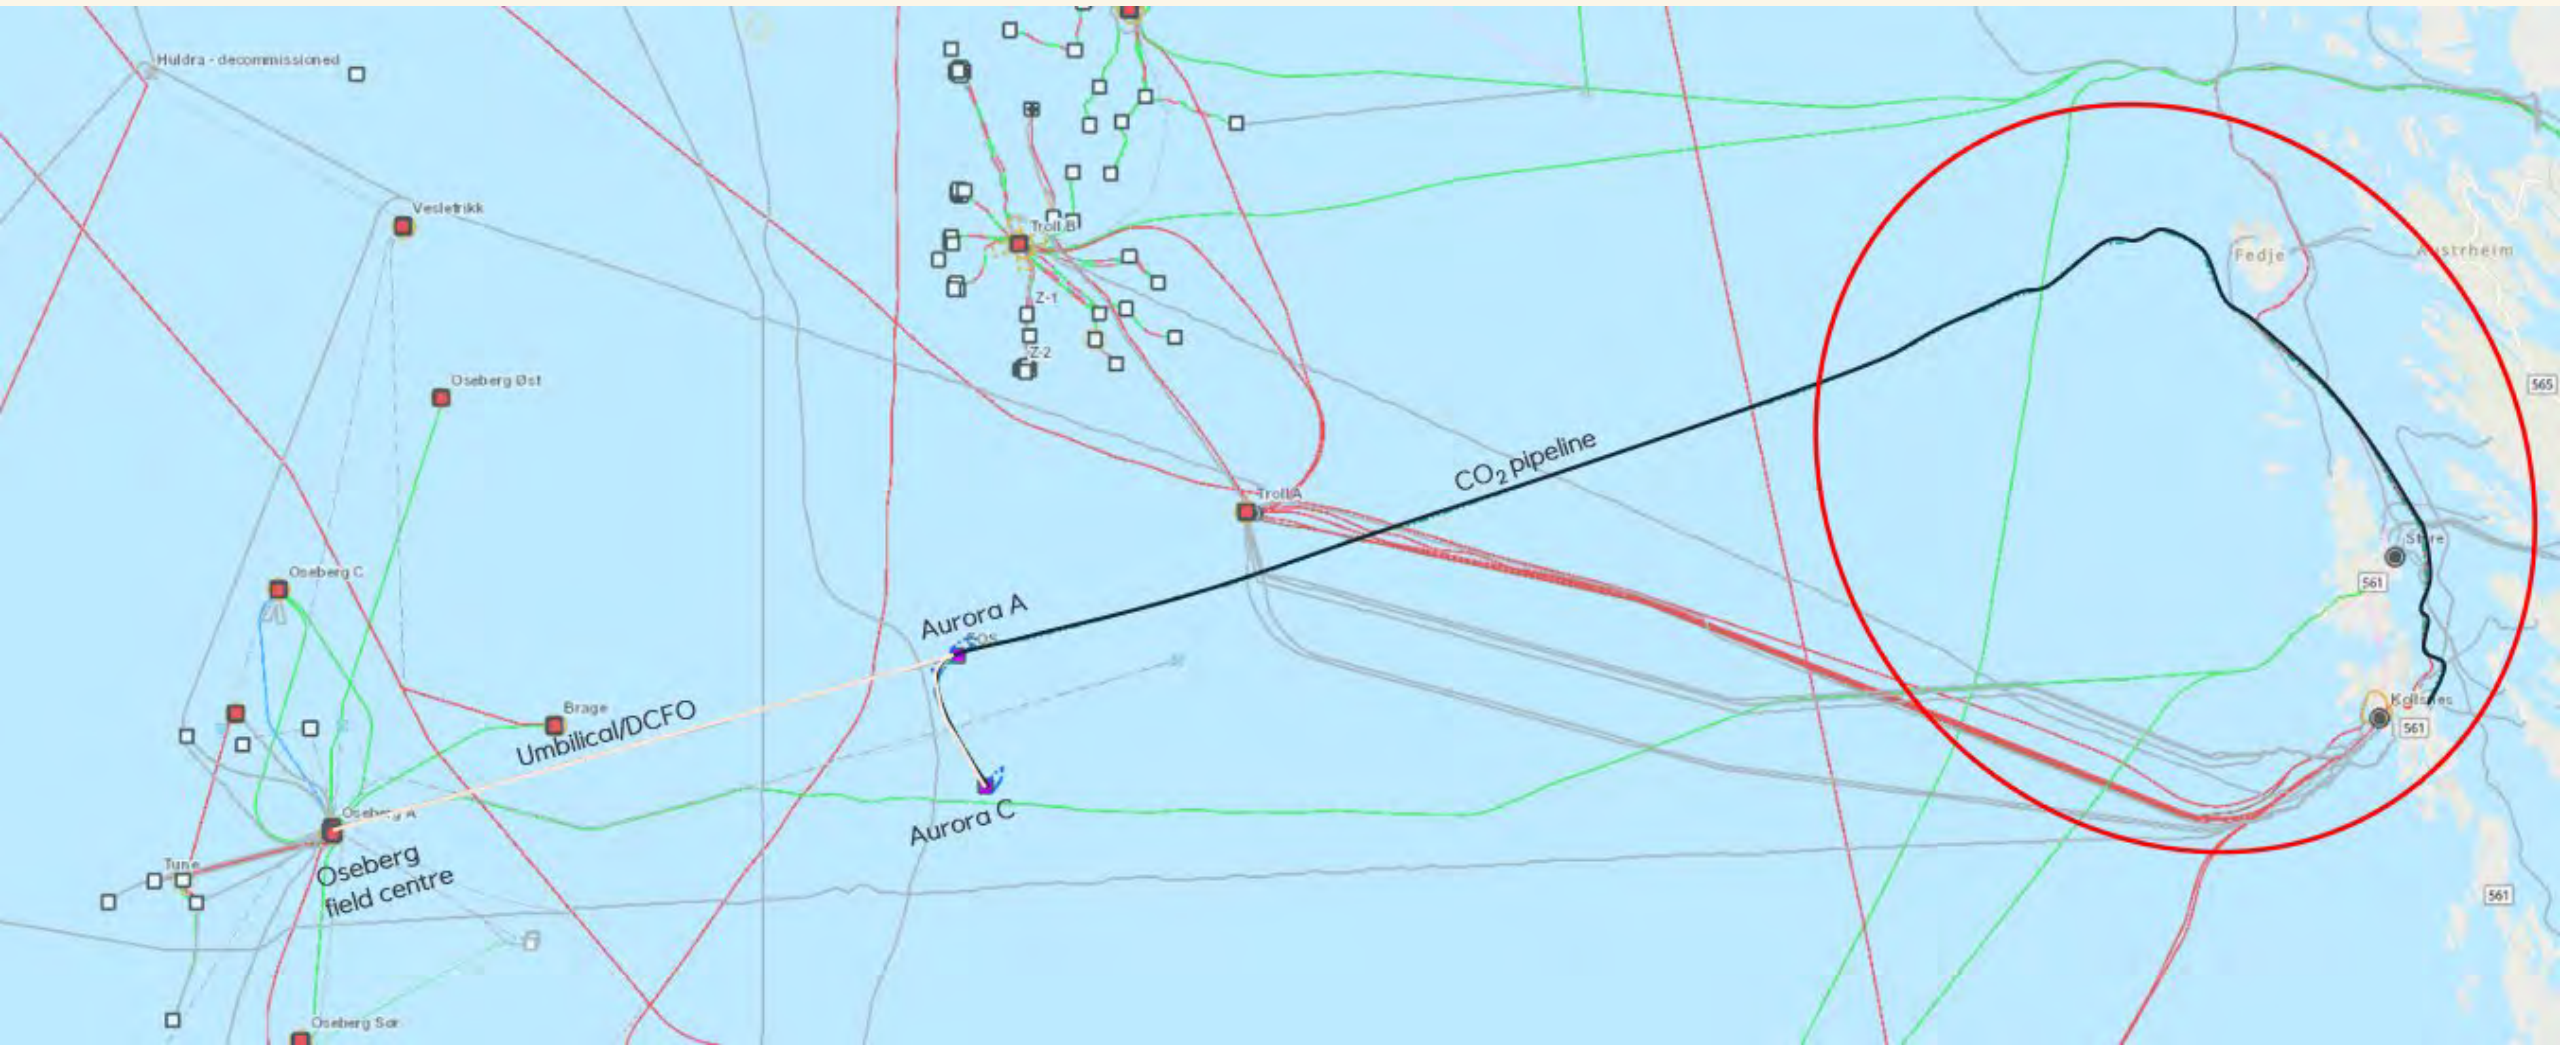 Huldra - decommissioned
Veslefrikk
Troll B
Fedje
Austrheim
Z-1
Z-2
Oseberg Øst
565
CO2 pipeline
Troll A
Oseberg C
561
Aurora A
EOS
Brage
Umbilical/DCFO
Kollsnes
561
Oseberg A
Aurora C
Tune
Oseberg
field centre
561
Oseberg Sør